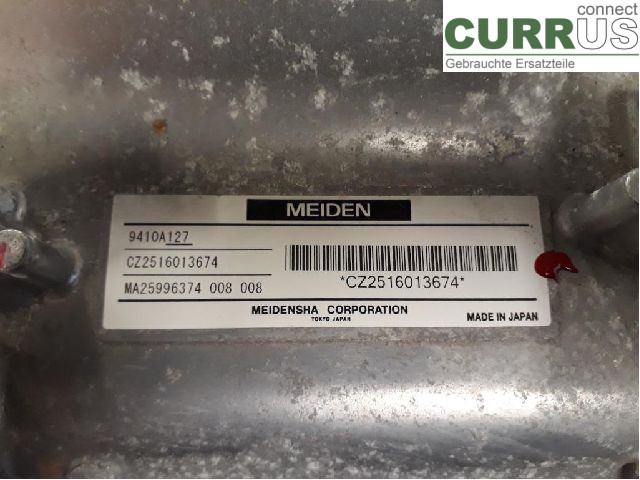 connect
CURRUS
Gebrauchte Ersatzteile
MEIDEN
9410A127
CZ2516013674
MA25996374 008 008
*CZ2516013674*
MEIDENSHA CORPORATION
TOKYO JAPAN
MADE IN JAPAN